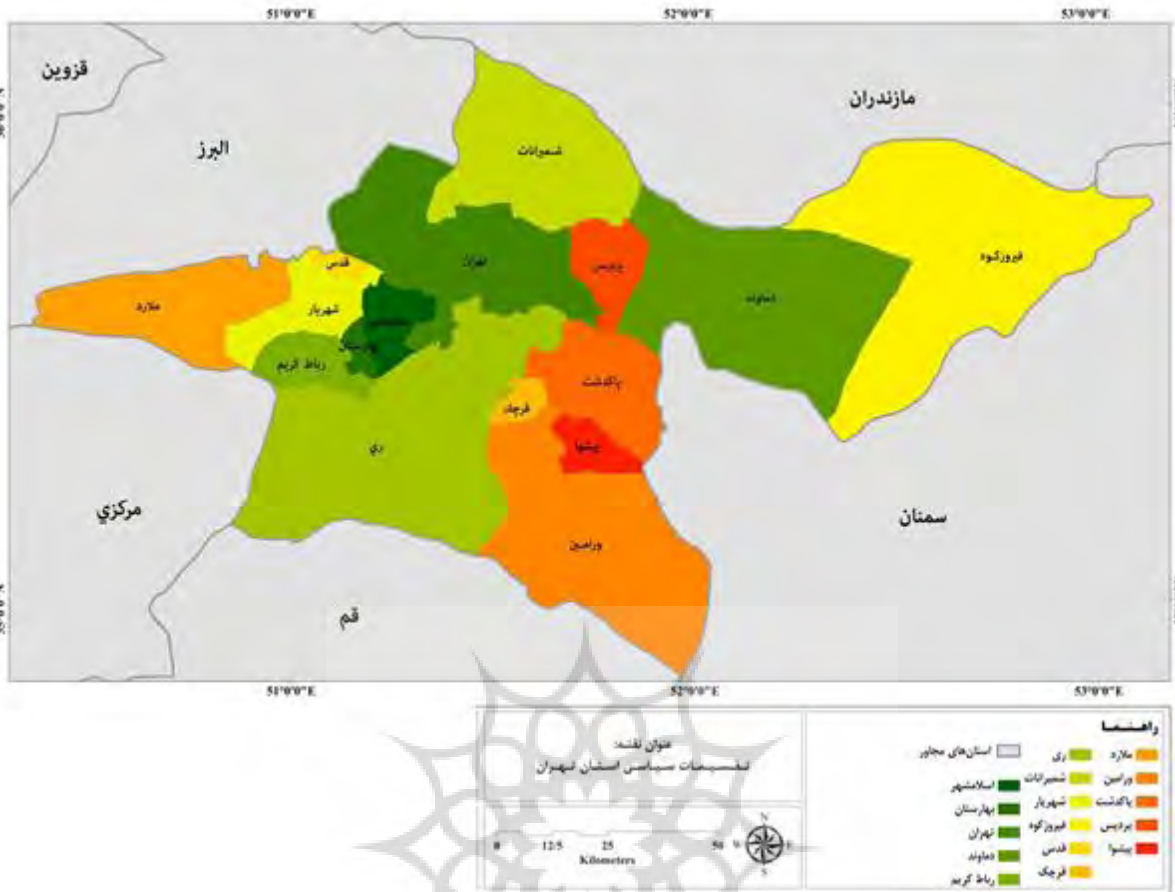 51°0'0"E 52°0'0"E 53°0'0"E
قزوین
مازندران
البرز
شمیرانات
فیروزکوه
تهران
پردیس
قدس
دماوند
ملارد
شهریار
بهارستان
رباط کریم
پاکدشت
قرچک
ری
پیشوا
مرکزي
سمنان
ورامین
قم
51°0'0"E 52°0'0"E 53°0'0"E
راهنما
ملارد
ورامین
پاکدشت
پردیس
پیشوا
ری
شمیرانات
شهریار
فیروزکوه
قدس
قرچک
استان‌های مجاور
اسلامشهر
بهارستان
تهران
دماوند
رباط کریم
عنوان نقشه:
تقسیمات سیاسی استان تهران
N
W E
S
0 12/5 25 50
Kilometers